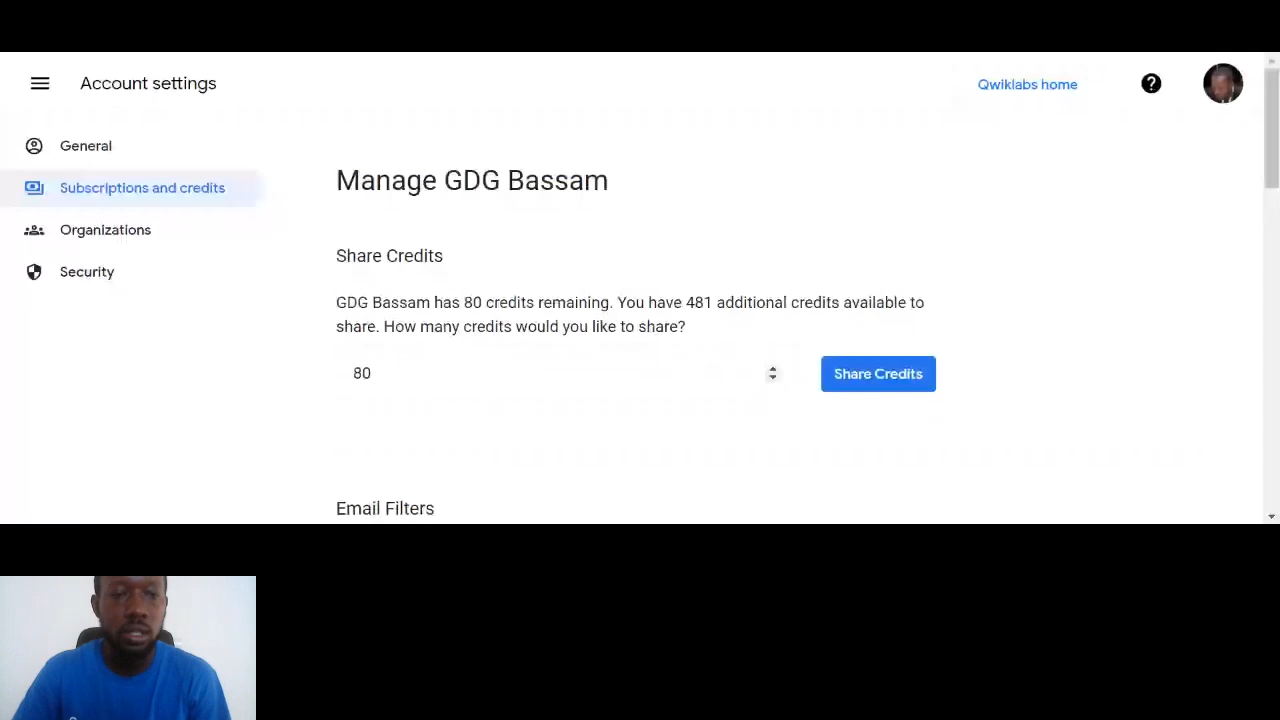 Account settings
Qwiklabs home
General
Subscriptions and credits
Organizations
Security
Manage GDG Bassam
Share Credits
GDG Bassam has 80 credits remaining. You have 481 additional credits available to
share. How many credits would you like to share?
80
Share Credits
Email Filters